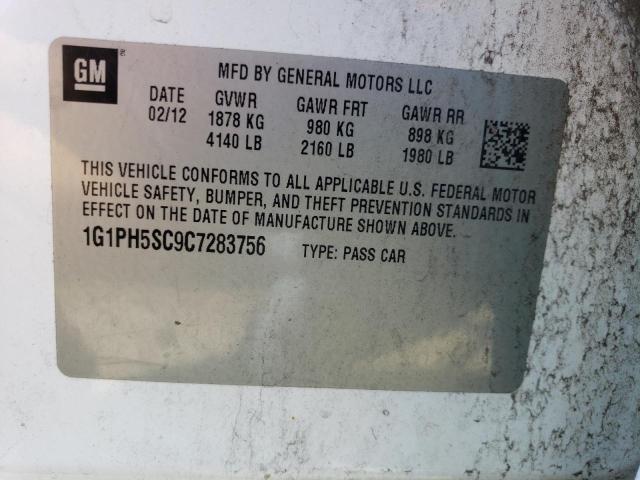 GM
MFD BY GENERAL MOTORS LLC
DATE GVWR GAWR FRT GAWR RR
02/12 1878 KG 980 KG 898 KG
4140 LB 2160 LB 1980 LB
THIS VEHICLE CONFORMS TO ALL APPLICABLE U.S. FEDERAL MOTOR
VEHICLE SAFETY, BUMPER, AND THEFT PREVENTION STANDARDS IN
EFFECT ON THE DATE OF MANUFACTURE SHOWN ABOVE.
1G1PH5SC9C7283756 TYPE: PASS CAR